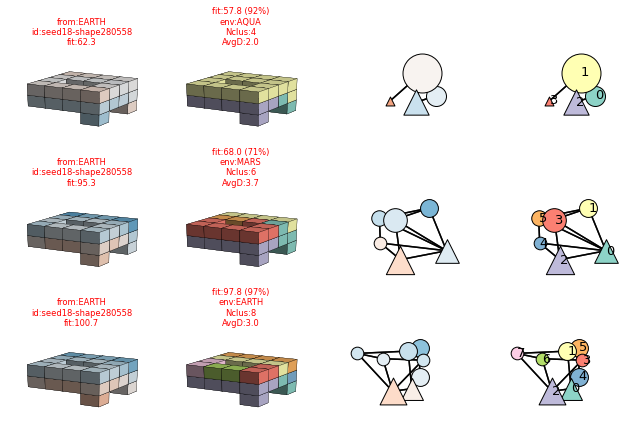 from:EARTH
id:seed18-shape280558
fit:62.3
fit:57.8 (92%)
env:AQUA
Nclus:4
AvgD:2.0
1
0
3
2
from:EARTH
id:seed18-shape280558
fit:95.3
fit:68.0 (71%)
env:MARS
Nclus:6
AvgD:3.7
1
5
3
4
0
2
from:EARTH
id:seed18-shape280558
fit:100.7
fit:97.8 (97%)
env:EARTH
Nclus:8
AvgD:3.0
5
7
1
6
3
4
0
2